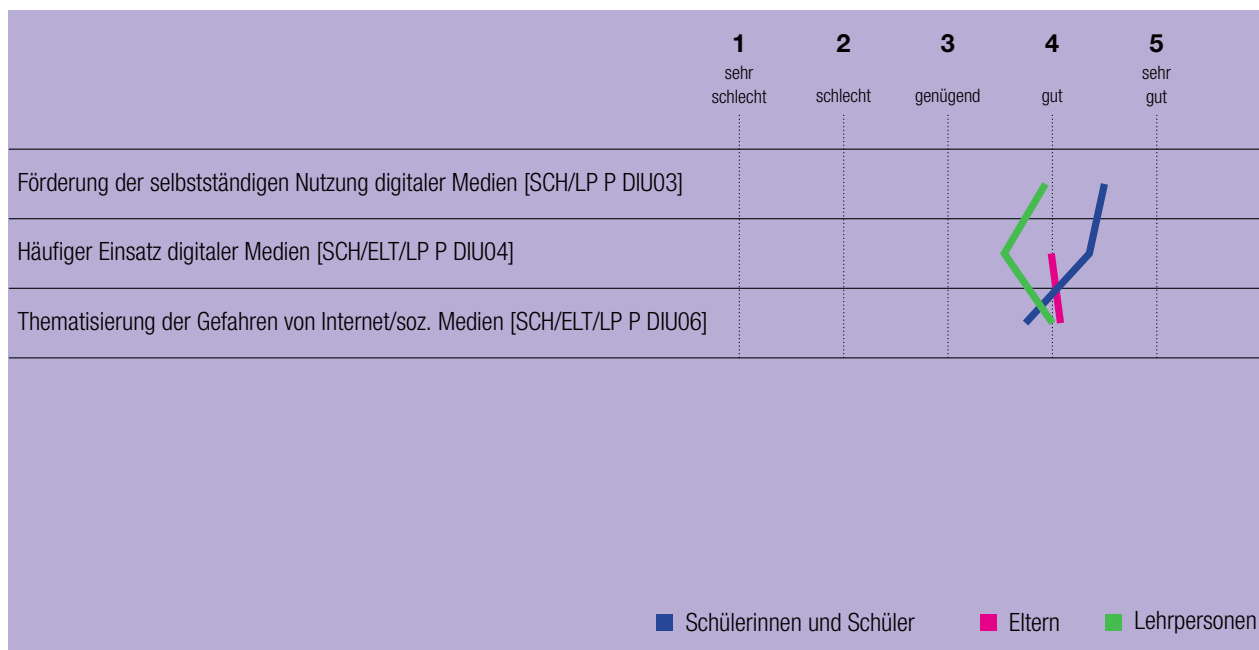 1 2 3 4 5
sehr sehr
schlecht schlecht genügend gut gut
Förderung der selbstständigen Nutzung digitaler Medien [SCH/LP P DIU03]
Häufiger Einsatz digitaler Medien [SCH/ELT/LP P DIU04]
Thematisierung der Gefahren von Internet/soz. Medien [SCH/ELT/LP P DIU06]
Schülerinnen und Schüler Eltern Lehrpersonen